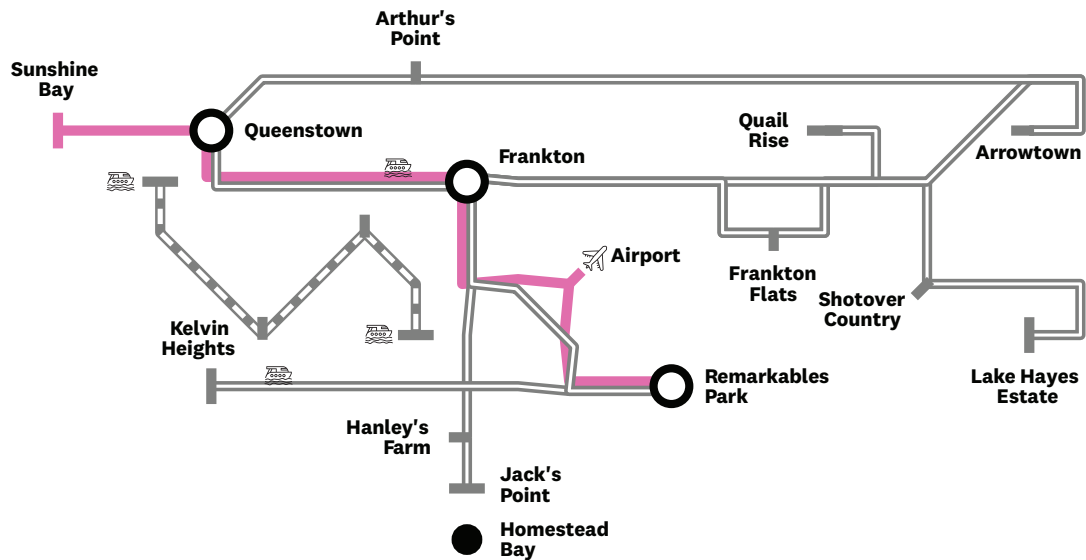 Arthur's
Point
Sunshine
Bay
Queenstown
Frankton
Quail
Rise
Arrowtown
Airport
Frankton
Flats
Shotover
Country
Kelvin
Heights
Remarkables
Park
Lake Hayes
Estate
Hanley's
Farm
Jack's
Point
Homestead
Bay